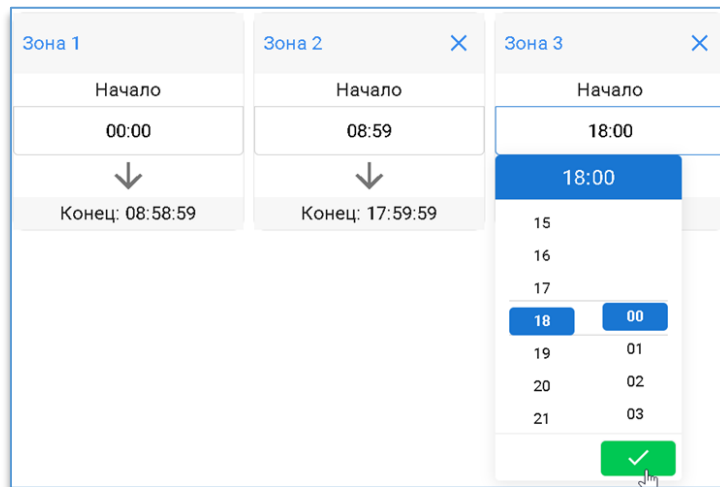 Зона 1
Начало
00:00
Конец: 08:58:59
Зона 2
Начало
08:59
Конец: 17:59:59
Зона 3
Начало
18:00
18:00
15
16
17
18 00
19 01
20 02
21 03